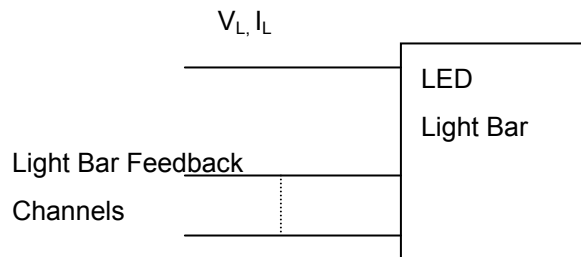 V_L, I_L
LED
Light Bar
Light Bar Feedback
Channels